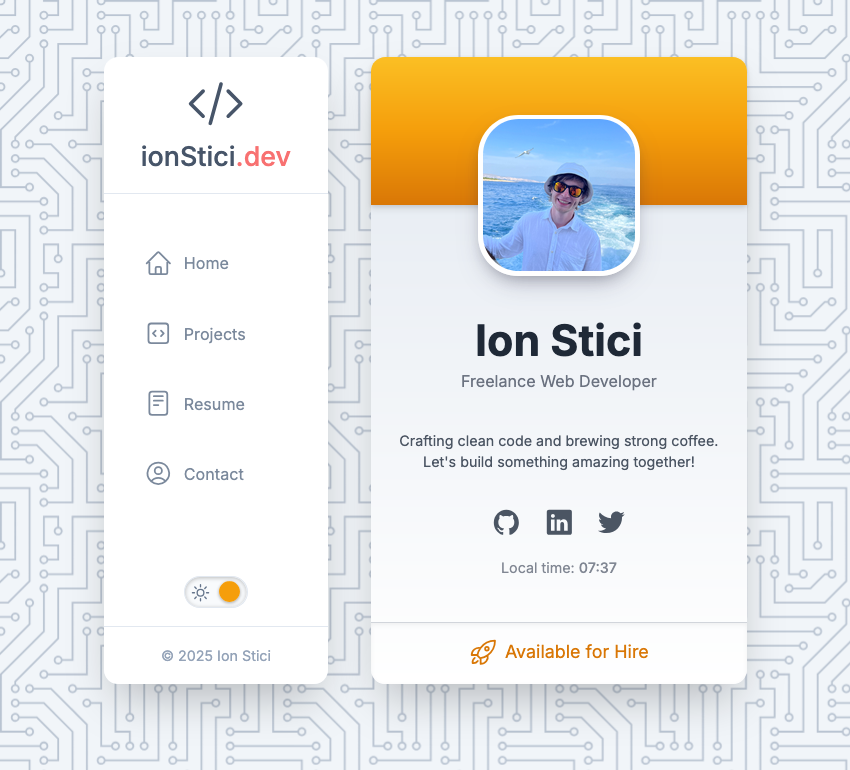 </>
ionStici.dev
Home
Projects
Resume
Contact
© 2025 Ion Stici
Ion Stici
Freelance Web Developer
Crafting clean code and brewing strong coffee.
Let's build something amazing together!
in
Local time: 07:37
Available for Hire